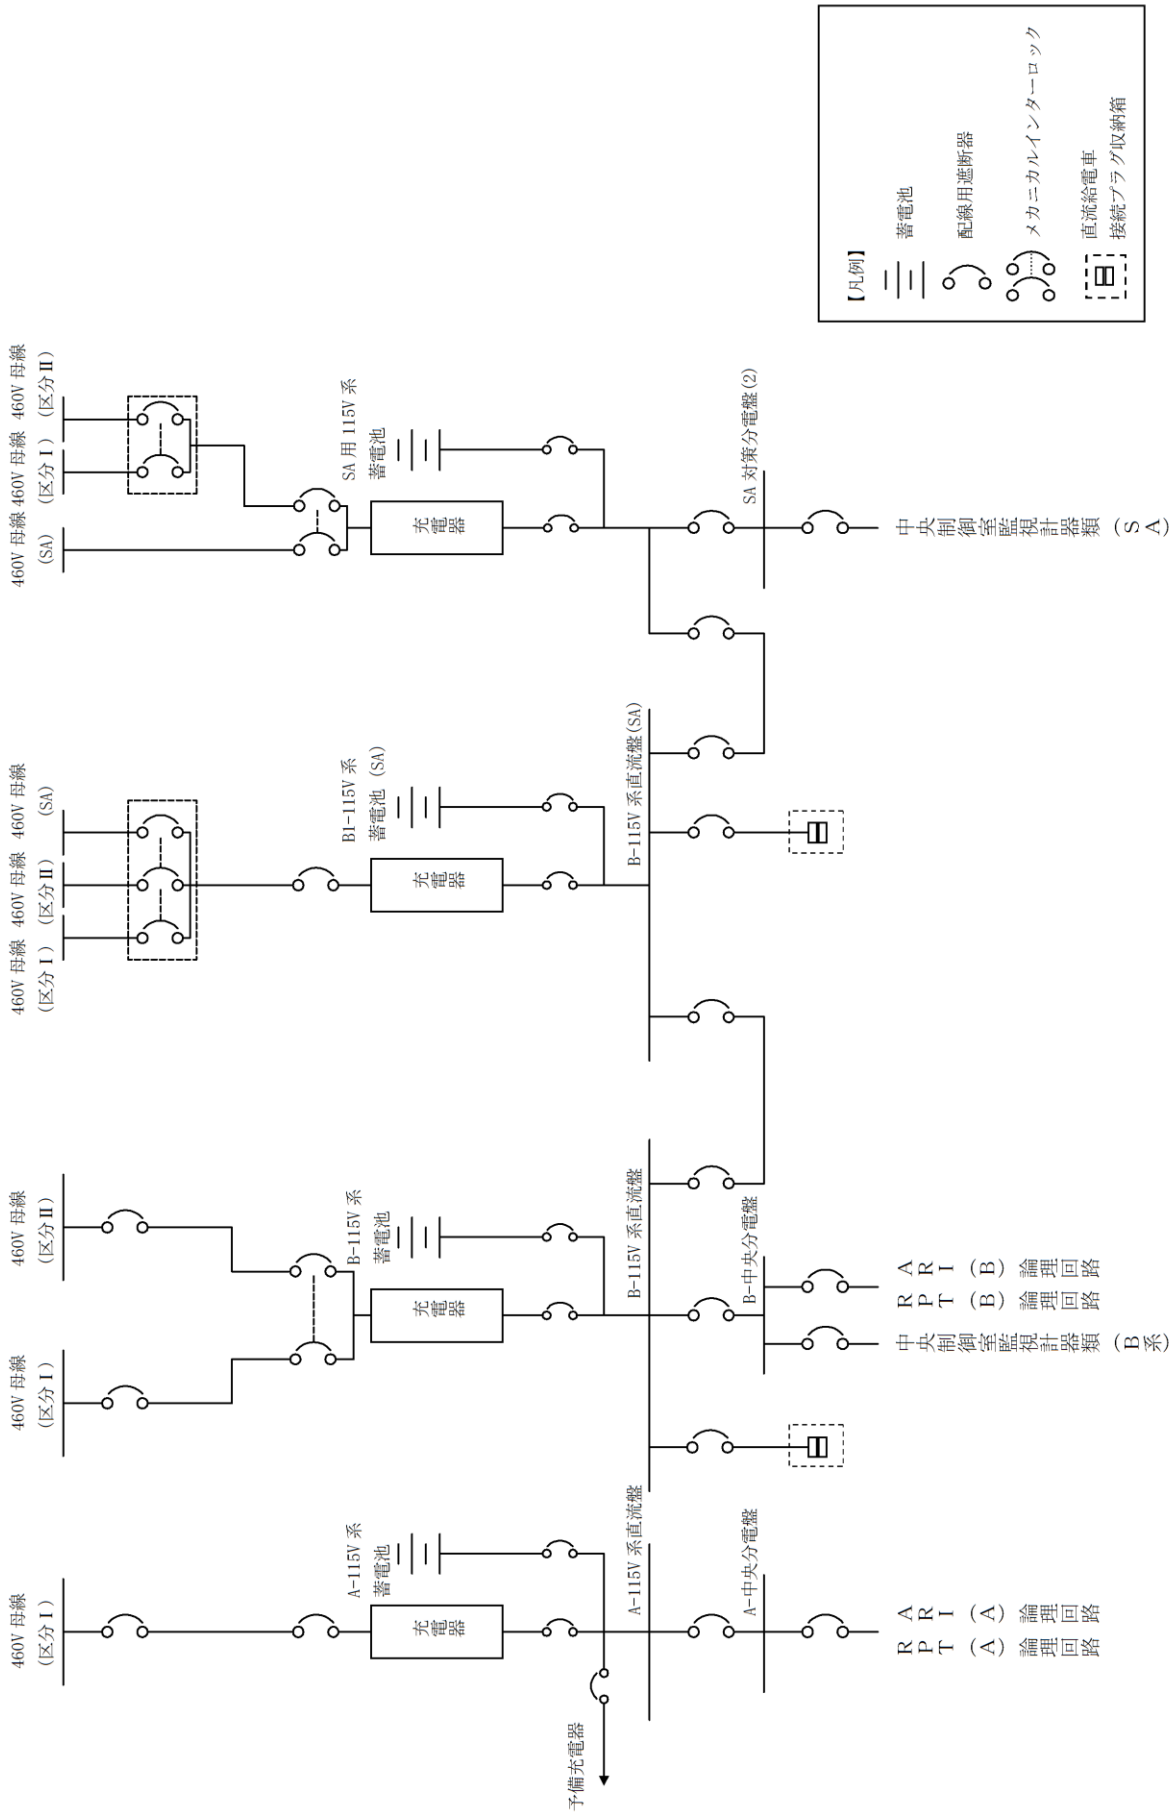 460V 母線
(区分Ⅰ)
460V 母線
(区分Ⅰ)
460V 母線
(区分Ⅱ)
460V 母線
(区分Ⅰ)
460V 母線
(区分Ⅱ)
460V 母線
(SA)
460V 母線
(SA)
460V 母線
(区分Ⅰ)
460V 母線
(区分Ⅱ)
A-115V 系
蓄電池
B-115V 系
蓄電池
B1-115V 系
蓄電池 (SA)
SA 用 115V 系
蓄電池
充電器
充電器
充電器
充電器
予備充電器
A-115V 系直流盤
B-115V 系直流盤
B-115V 系直流盤(SA)
A-中央分電盤
B-中央分電盤
SA 対策分電盤(2)
RPT(A)論理回路
ARI(A)論理回路
中央制御室監視計器類(B系)
RPT(B)論理回路
ARI(B)論理回路
中央制御室監視計器類(SA)
【凡例】
蓄電池
配線用遮断器
メカニカルインターロック
直流給電車
接続プラグ収納箱